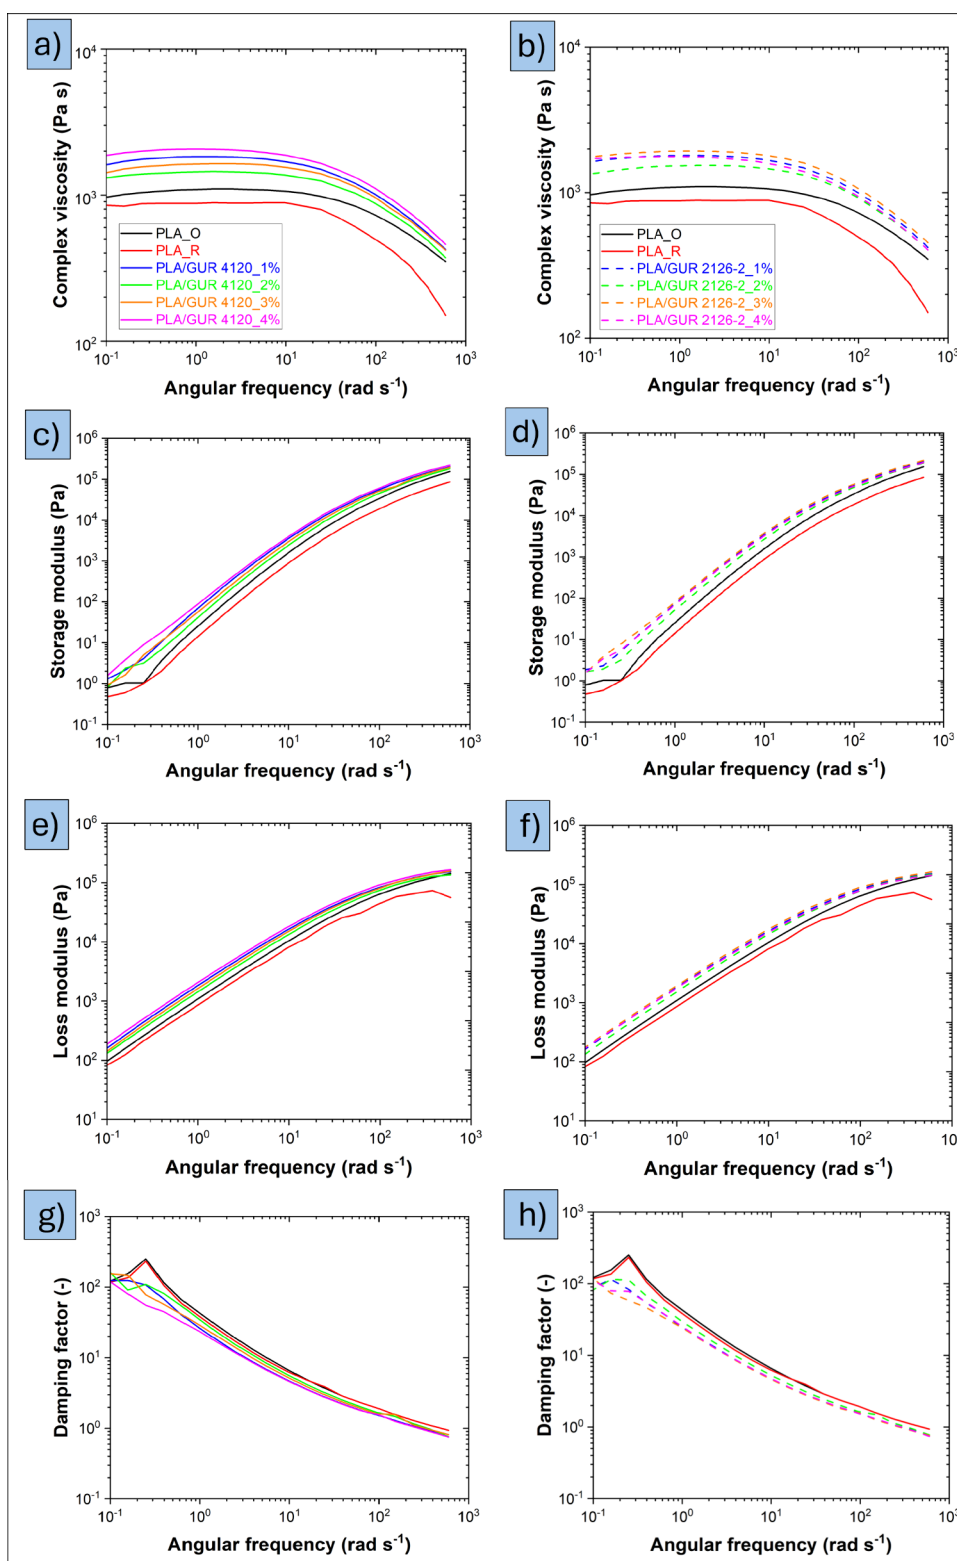 a)
10⁴
10³
10²
Complex viscosity (Pa s)
PLA_O
PLA_R
PLA/GUR 4120_1%
PLA/GUR 4120_2%
PLA/GUR 4120_3%
PLA/GUR 4120_4%
10⁻¹ 10⁰ 10¹ 10² 10³
Angular frequency (rad s⁻¹)
b)
10⁴
10³
10²
Complex viscosity (Pa s)
PLA_O
PLA_R
PLA/GUR 2126-2_1%
PLA/GUR 2126-2_2%
PLA/GUR 2126-2_3%
PLA/GUR 2126-2_4%
10⁻¹ 10⁰ 10¹ 10² 10³
Angular frequency (rad s⁻¹)
c)
10⁶
10⁵
10⁴
10³
10²
10¹
10⁰
10⁻¹
Storage modulus (Pa)
10⁻¹ 10⁰ 10¹ 10² 10³
Angular frequency (rad s⁻¹)
d)
10⁶
10⁵
10⁴
10³
10²
10¹
10⁰
10⁻¹
Storage modulus (Pa)
10⁻¹ 10⁰ 10¹ 10² 10³
Angular frequency (rad s⁻¹)
e)
10⁶
10⁵
10⁴
10³
10²
10¹
Loss modulus (Pa)
10⁻¹ 10⁰ 10¹ 10² 10³
Angular frequency (rad s⁻¹)
f)
10⁶
10⁵
10⁴
10³
10²
10¹
Loss modulus (Pa)
10⁻¹ 10⁰ 10¹ 10² 10
Angular frequency (rad s⁻¹)
g)
10³
10²
10¹
10⁰
10⁻¹
Damping factor (-)
10⁻¹ 10⁰ 10¹ 10² 10³
Angular frequency (rad s⁻¹)
h)
10³
10²
10¹
10⁰
10⁻¹
Damping factor (-)
10⁻¹ 10⁰ 10¹ 10² 10³
Angular frequency (rad s⁻¹)